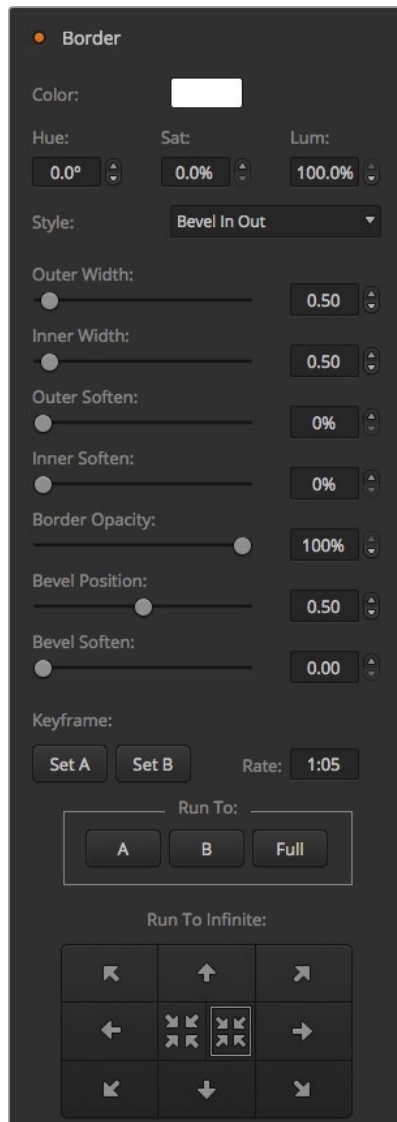 Border
Color:
Hue: Sat: Lum:
0.0° 0.0% 100.0%
Style: Bevel In Out
Outer Width:
0.50
Inner Width:
0.50
Outer Soften:
0%
Inner Soften:
0%
Border Opacity:
100%
Bevel Position:
0.50
Bevel Soften:
0.00
Keyframe:
Set A Set B Rate: 1:05
Run To:
A B Full
Run To Infinite: